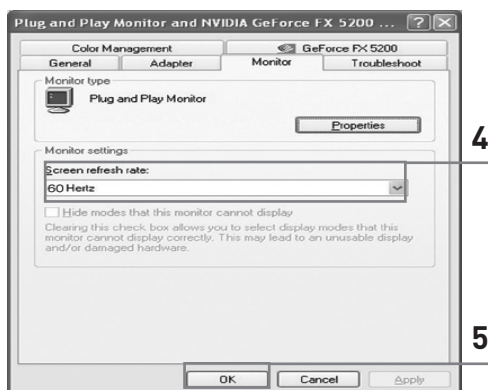 Plug and Play Monitor and NVIDIA GeForce FX 5200 ...
Color Management GeForce FX 5200
General Adapter Monitor Troubleshoot
Monitor type
Plug and Play Monitor
Properties
4
Monitor settings
Screen refresh rate:
60 Hertz
Hide modes that this monitor cannot display
Clearing this check box allows you to select display modes that this
monitor cannot display correctly. This may lead to an unusable display
and/or damaged hardware.
5
OK Cancel Apply